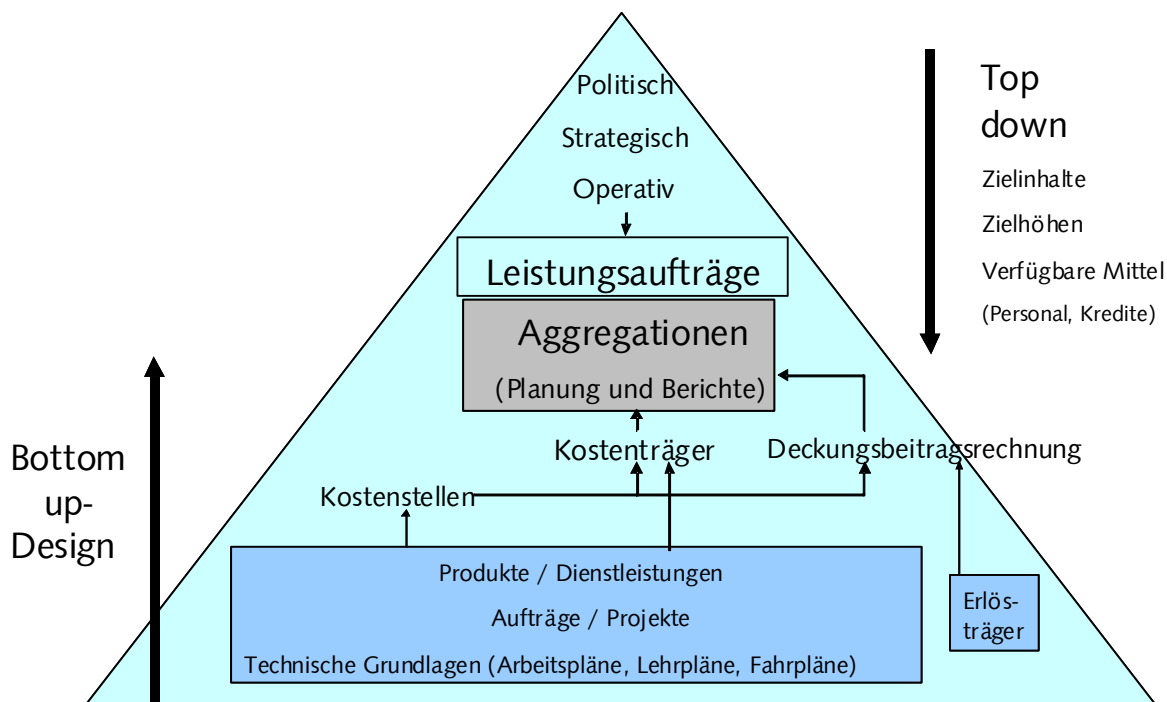 Politisch
Strategisch
Operativ
Leistungsaufträge
Aggregationen
(Planung und Berichte)
Top
down
Zielinhalte
Zielhöhen
Verfügbare Mittel
(Personal, Kredite)
Bottom
up-
Design
Kostenträger
Deckungsbeitragsrechnung
Kostenstellen
Produkte / Dienstleistungen
Aufträge / Projekte
Technische Grundlagen (Arbeitspläne, Lehrpläne, Fahrpläne)
Erlös-
träger